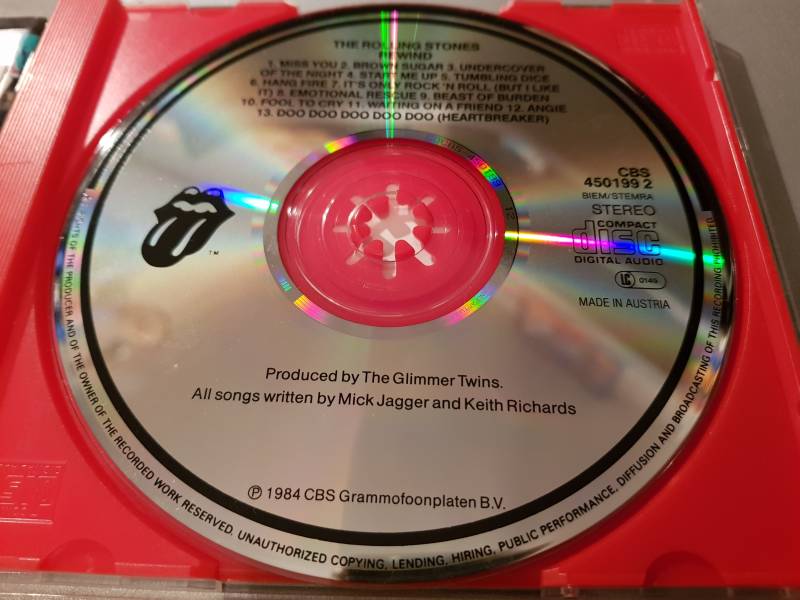 THE ROLLING STONES
REWIND
1. MISS YOU 2. BROWN SUGAR 3. UNDERCOVER
OF THE NIGHT 4. START ME UP 5. TUMBLING DICE
6. HANG FIRE 7. IT'S ONLY ROCK 'N ROLL (BUT I LIKE
IT) 8. EMOTIONAL RESCUE 9. BEAST OF BURDEN
10. FOOL TO CRY 11. WAITING ON A FRIEND 12. ANGIE
13. DOO DOO DOO DOO DOO (HEARTBREAKER)
CBS
450199 2
BIEM/STEMRA
STEREO
COMPACT
disc
DIGITAL AUDIO
LC 0149
MADE IN AUSTRIA
TM
Produced by The Glimmer Twins.
All songs written by Mick Jagger and Keith Richards
℗ 1984 CBS Grammofoonplaten B.V.
RIGHTS OF THE PRODUCER AND OF THE OWNER OF THE RECORDED WORK RESERVED. UNAUTHORIZED COPYING, LENDING, HIRING, PUBLIC PERFORMANCE, DIFFUSION AND BROADCASTING OF THIS RECORDING PROHIBITED.